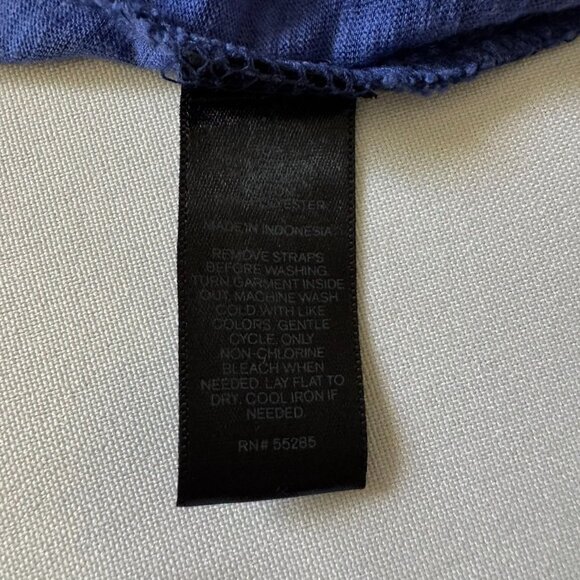 MADE IN INDONESIA
REMOVE STRAPS
BEFORE WASHING.
TURN GARMENT INSIDE
OUT, MACHINE WASH
COLD WITH LIKE
COLORS, GENTLE
CYCLE. ONLY
NON-CHLORINE
BLEACH WHEN
NEEDED. LAY FLAT TO
DRY. COOL IRON IF
NEEDED.
RN# 55285